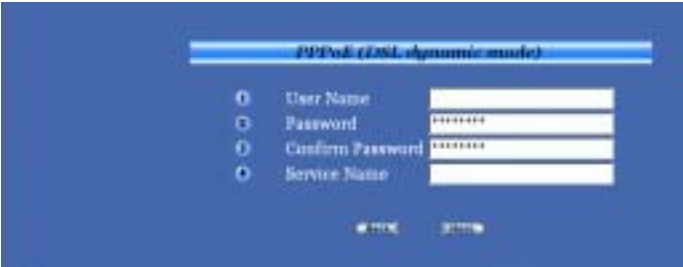 PPPoE (DSL dynamic mode)
User Name
Password ********
Confirm Password ********
Service Name